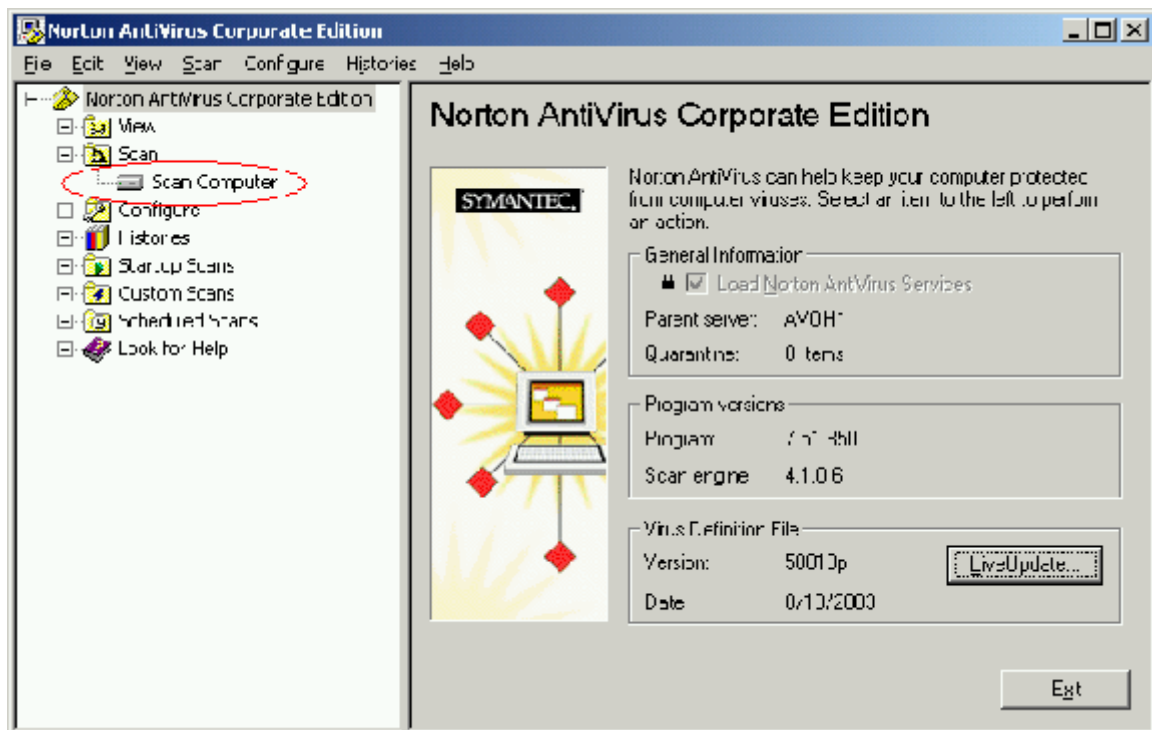 Norton AntiVirus Corporate Edition
File Edit View Scan Configure Histories Help
Norton AntiVirus Corporate Edition
View
Scan
Scan Computer
Configure
Histories
Startup Scans
Custom Scans
Scheduled Scans
Look for Help
Norton AntiVirus Corporate Edition
SYMANTEC.
Norton AntiVirus can help keep your computer protected
from computer viruses. Select an item to the left to perform
an action.
General Information
Load Norton AntiVirus Services
Parent server:
Quarantine: 0 items
Program versions
Program
Scan engine 4.1.0.6
Virus Definition File
Version:
LiveUpdate...
Date
Exit